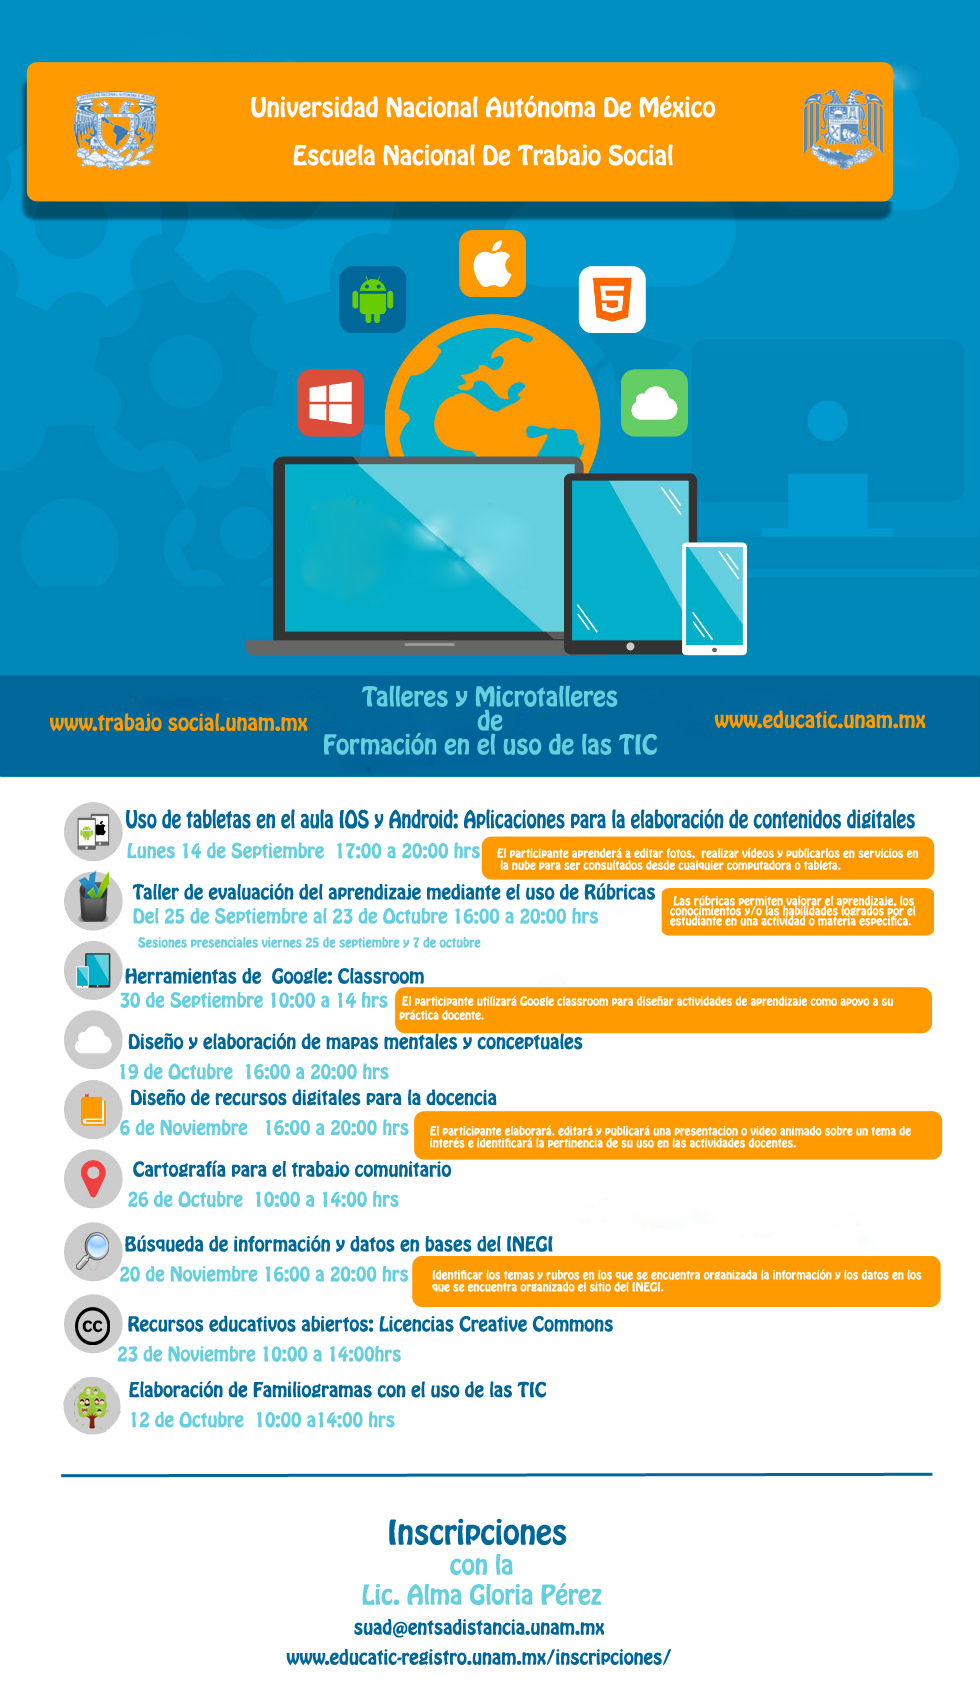 Universidad Nacional Autónoma De México
Escuela Nacional De Trabajo Social
Talleres y Microtalleres
de
Formación en el uso de las TIC
www.trabajo social.unam.mx
www.educatic.unam.mx
Uso de tabletas en el aula IOS y Android: Aplicaciones para la elaboración de contenidos digitales
Lunes 14 de Septiembre 17:00 a 20:00 hrs
El participante aprenderá a editar fotos, realizar vídeos y publicarlos en servicios en
la nube para ser consultados desde cualquier computadora o tableta.
Taller de evaluación del aprendizaje mediante el uso de Rúbricas
Del 25 de Septiembre al 23 de Octubre 16:00 a 20:00 hrs
Las rúbricas permiten valorar el aprendizaje, los
conocimientos y/o las habilidades logrados por el
estudiante en una actividad o materia específica.
Sesiones presenciales viernes 25 de septiembre y 7 de octubre
Herramientas de Google: Classroom
30 de Septiembre 10:00 a 14 hrs
El participante utilizará Google classroom para diseñar actividades de aprendizaje como apoyo a su
práctica docente.
Diseño y elaboración de mapas mentales y conceptuales
19 de Octubre 16:00 a 20:00 hrs
Diseño de recursos digitales para la docencia
6 de Noviembre 16:00 a 20:00 hrs
El participante elaborará, editará y publicará una presentacion o video animado sobre un tema de
interés e identificará la pertinencia de su uso en las actividades docentes.
Cartografía para el trabajo comunitario
26 de Octubre 10:00 a 14:00 hrs
Búsqueda de información y datos en bases del INEGI
20 de Noviembre 16:00 a 20:00 hrs
Identificar los temas y rubros en los que se encuentra organizada la información y los datos en los
que se encuentra organizado el sitio del INEGI.
cc
Recursos educativos abiertos: Licencias Creative Commons
23 de Noviembre 10:00 a 14:00hrs
Elaboración de Familiogramas con el uso de las TIC
12 de Octubre 10:00 a14:00 hrs
Inscripciones
con la
Lic. Alma Gloria Pérez
suad@entsadistancia.unam.mx
www.educatic-registro.unam.mx/inscripciones/